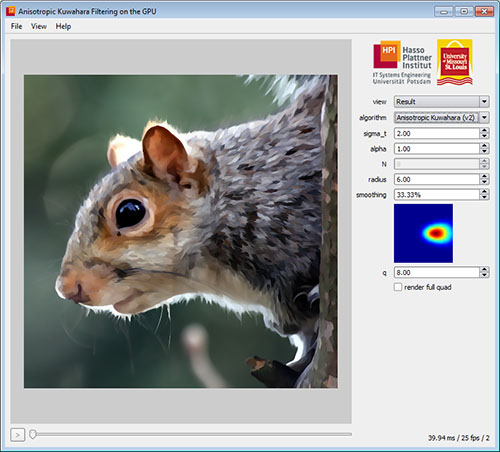 Anisotropic Kuwahara Filtering on the GPU
File View Help
HPI Hasso
Plattner
Institut
IT Systems Engineering
Universität Potsdam
University
of Missouri
St. Louis
view Result
algorithm Anisotropic Kuwahara (v2)
sigma_t 2.00
alpha 1.00
N 8
radius 6.00
smoothing 33.33%
q 8.00
render full quad
>
39.94 ms / 25 fps / 2